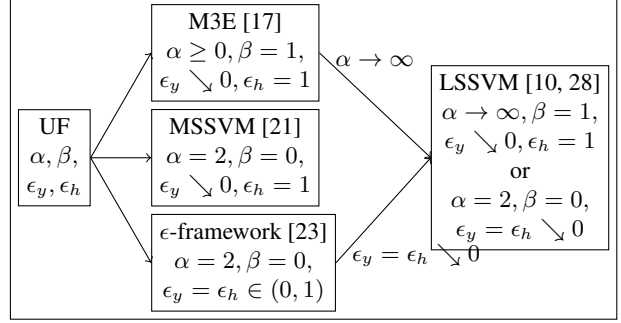 UF
α, β,
ϵ_y, ϵ_h
M3E [17]
α ≥ 0, β = 1,
ϵ_y ↘ 0, ϵ_h = 1
MSSVM [21]
α = 2, β = 0,
ϵ_y ↘ 0, ϵ_h = 1
ϵ-framework [23]
α = 2, β = 0,
ϵ_y = ϵ_h ∈ (0, 1)
α → ∞
ϵ_y = ϵ_h ↘ 0
LSSVM [10, 28]
α → ∞, β = 1,
ϵ_y ↘ 0, ϵ_h = 1
or
α = 2, β = 0,
ϵ_y = ϵ_h ↘ 0